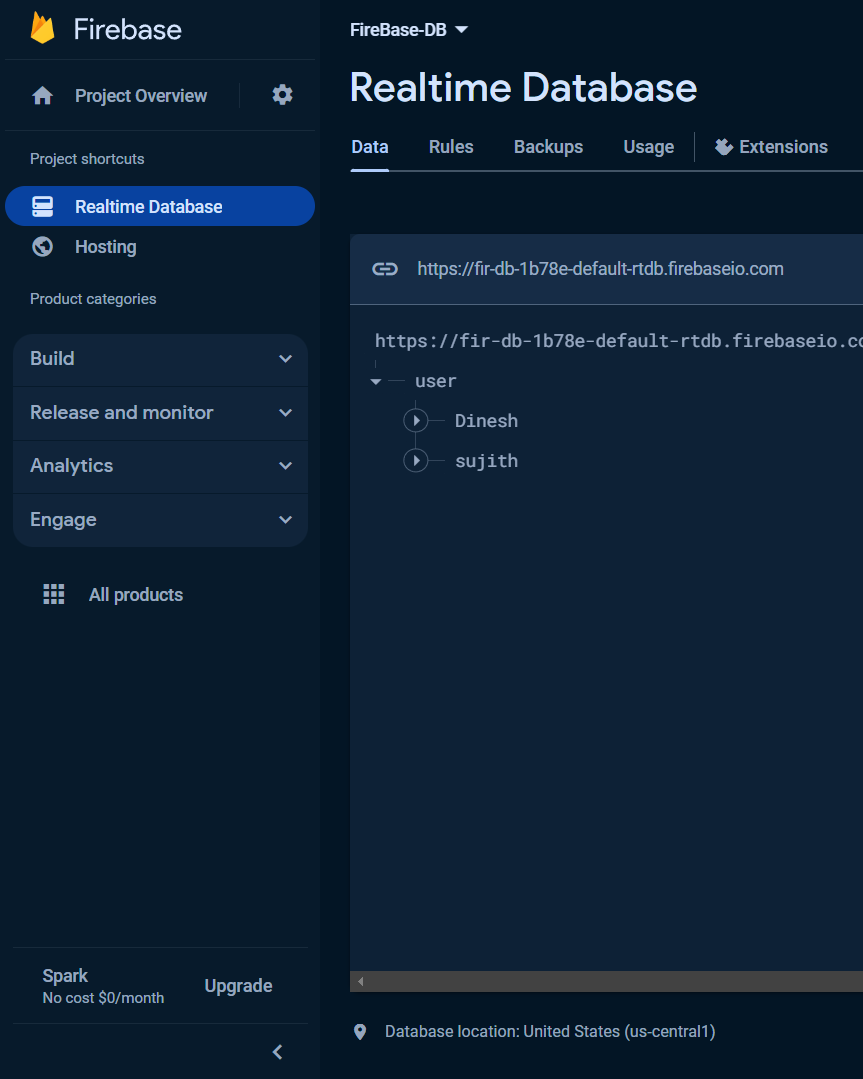 Firebase
Project Overview
Project shortcuts
Realtime Database
Hosting
Product categories
Build
Release and monitor
Analytics
Engage
All products
Spark
No cost $0/month
Upgrade
FireBase-DB
Realtime Database
Data Rules Backups Usage Extensions
https://fir-db-1b78e-default-rtdb.firebaseio.com
https://fir-db-1b78e-default-rtdb.firebaseio.co
user
Dinesh
sujith
Database location: United States (us-central1)